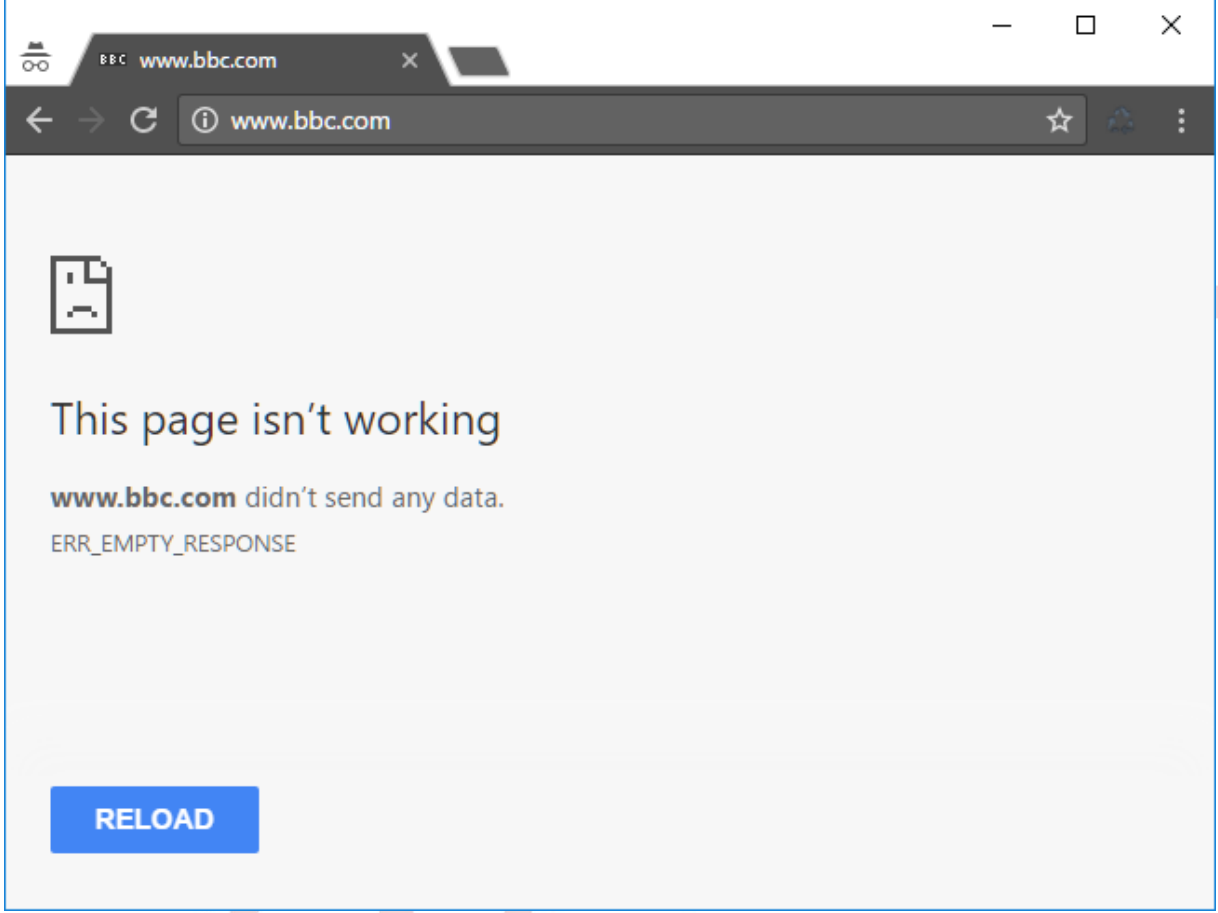 BBC www.bbc.com
www.bbc.com
This page isn’t working
www.bbc.com didn’t send any data.
ERR_EMPTY_RESPONSE
RELOAD